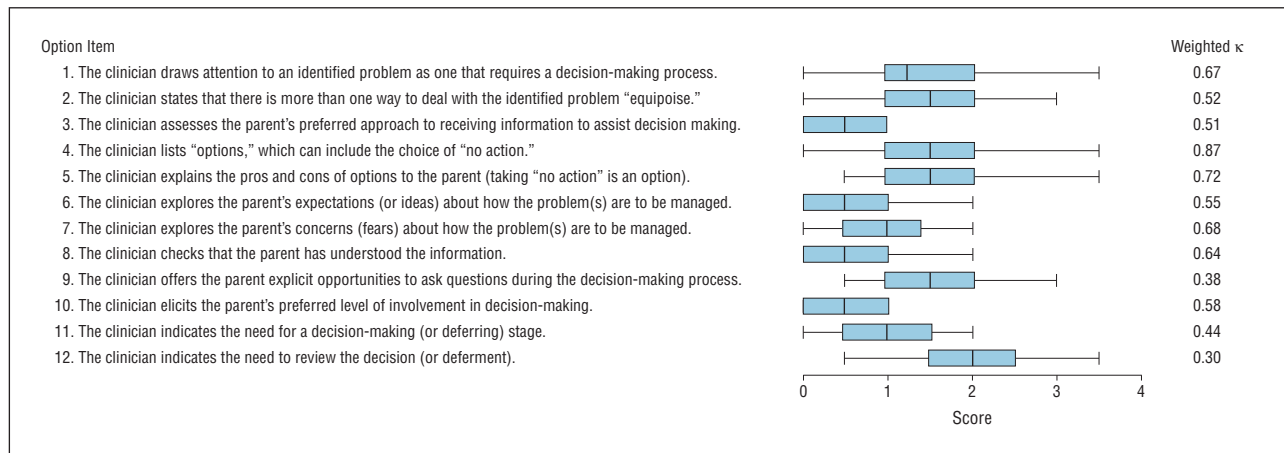 Option Item Weighted κ
1. The clinician draws attention to an identified problem as one that requires a decision-making process. 0.67
2. The clinician states that there is more than one way to deal with the identified problem “equipoise.” 0.52
3. The clinician assesses the parent’s preferred approach to receiving information to assist decision making. 0.51
4. The clinician lists “options,” which can include the choice of “no action.” 0.87
5. The clinician explains the pros and cons of options to the parent (taking “no action” is an option). 0.72
6. The clinician explores the parent’s expectations (or ideas) about how the problem(s) are to be managed. 0.55
7. The clinician explores the parent’s concerns (fears) about how the problem(s) are to be managed. 0.68
8. The clinician checks that the parent has understood the information. 0.64
9. The clinician offers the parent explicit opportunities to ask questions during the decision-making process. 0.38
10. The clinician elicits the parent’s preferred level of involvement in decision-making. 0.58
11. The clinician indicates the need for a decision-making (or deferring) stage. 0.44
12. The clinician indicates the need to review the decision (or deferment). 0.30
0 1 2 3 4
Score